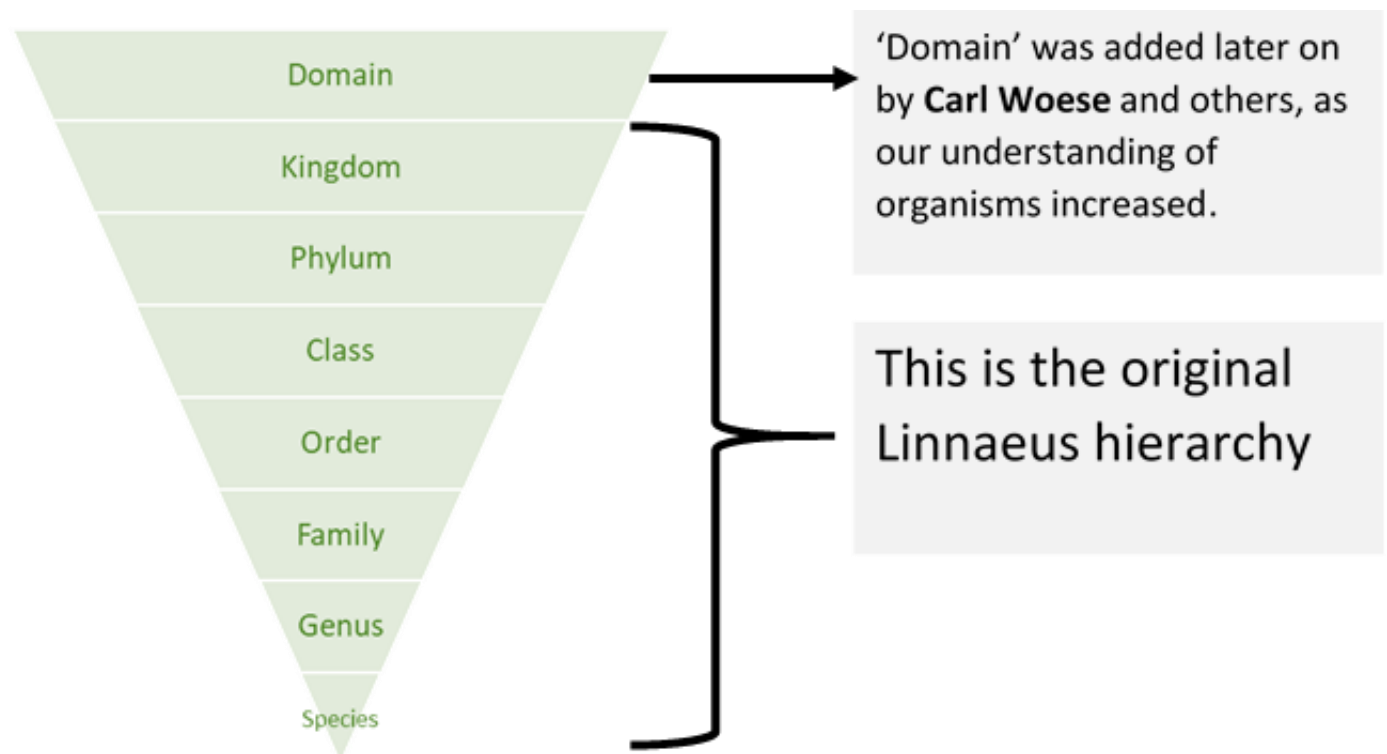 Domain
Kingdom
Phylum
Class
Order
Family
Genus
Species
‘Domain’ was added later on
by Carl Woese and others, as
our understanding of
organisms increased.
This is the original
Linnaeus hierarchy